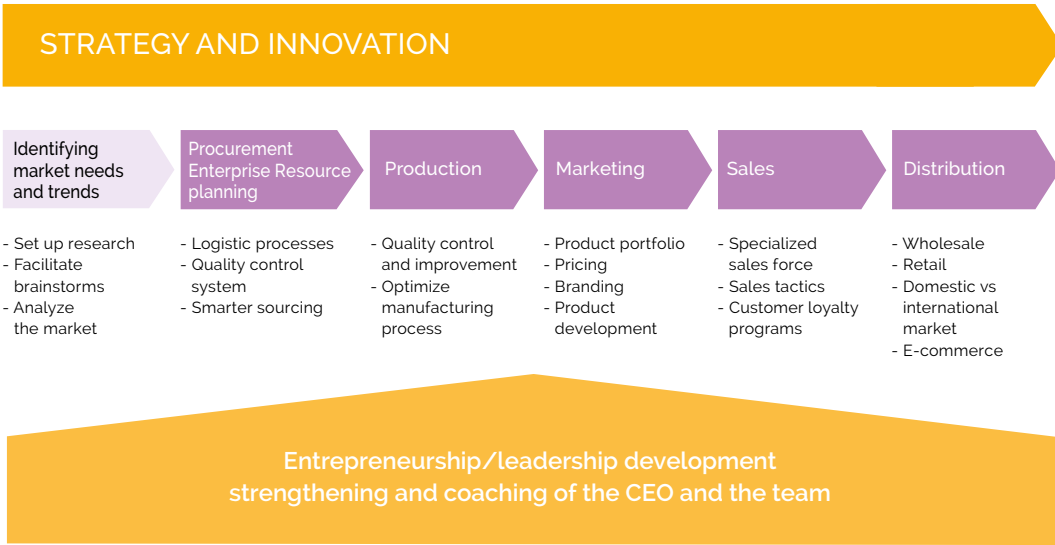 STRATEGY AND INNOVATION
Identifying
market needs
and trends
Procurement
Enterprise Resource
planning
Production
Marketing
Sales
Distribution
- Set up research
- Facilitate
brainstorms
- Analyze
the market
- Logistic processes
- Quality control
system
- Smarter sourcing
- Quality control
and improvement
- Optimize
manufacturing
process
- Product portfolio
- Pricing
- Branding
- Product
development
- Specialized
sales force
- Sales tactics
- Customer loyalty
programs
- Wholesale
- Retail
- Domestic vs
international
market
- E-commerce
Entrepreneurship/leadership development
strengthening and coaching of the CEO and the team